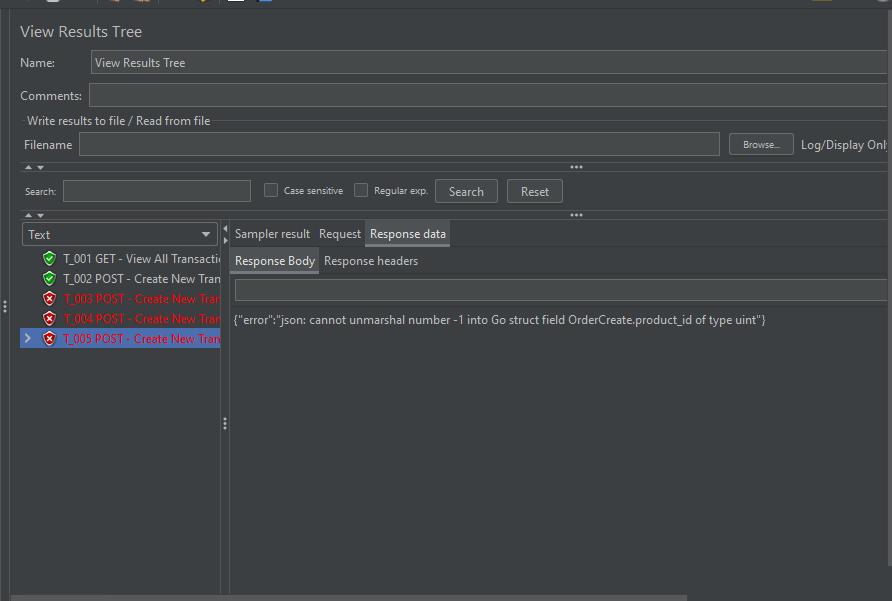 View Results Tree
Name: View Results Tree
Comments:
Write results to file / Read from file
Filename Browse... Log/Display Onl
Search: Case sensitive Regular exp. Search Reset
Text
Sampler result Request Response data
T_001 GET - View All Transactio
T_002 POST - Create New Tran
T_003 POST - Create New Tran
T_004 POST - Create New Tran
T_005 POST - Create New Tran
Response Body Response headers
{"error":"json: cannot unmarshal number -1 into Go struct field OrderCreate.product_id of type uint"}